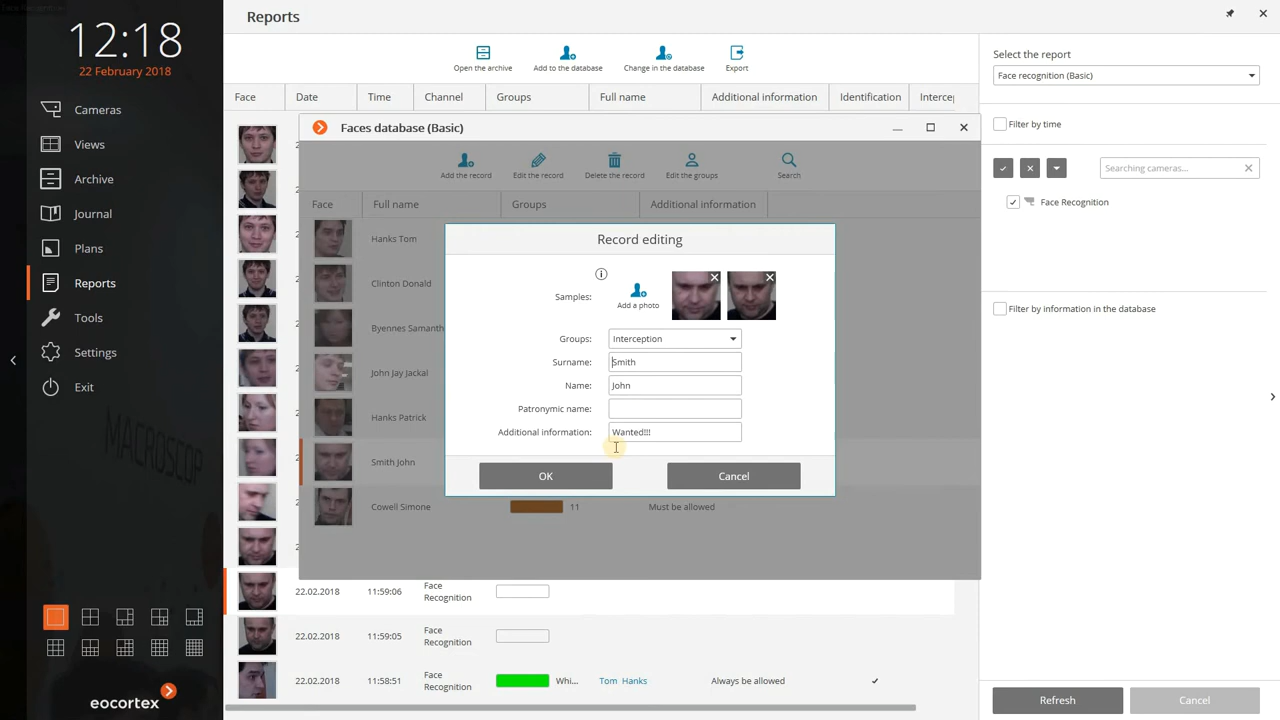 Face Recognition
12:18
22 February 2018
Cameras
Views
Archive
Journal
Plans
Reports
Tools
Settings
Exit
MACROSCOP
eocortex
Reports
Open the archive
Add to the database
Change in the database
Export
Face Date Time Channel Groups Full name Additional information Identification
Faces database (Basic)
Add the record
Edit the record
Delete the record
Edit the groups
Search
Face Full name Groups Additional information
Hanks Tom
Clinton Donald
Byennes Samanth
John Jay Jackal
Hanks Patrick
Smith John
Cowell Simone 11 Must be allowed
Record editing
Samples:
Add a photo
Groups: Interception
Surname: Smith
Name: John
Patronymic name:
Additional information: Wanted!!!
OK
Cancel
22.02.2018 11:59:06 Face
Recognition
22.02.2018 11:59:05 Face
Recognition
22.02.2018 11:58:51 Face
Recognition
Whi... Tom Hanks Always be allowed
Select the report
Face recognition (Basic)
Filter by time
Searching cameras...
Face Recognition
Filter by information in the database
Refresh
Cancel